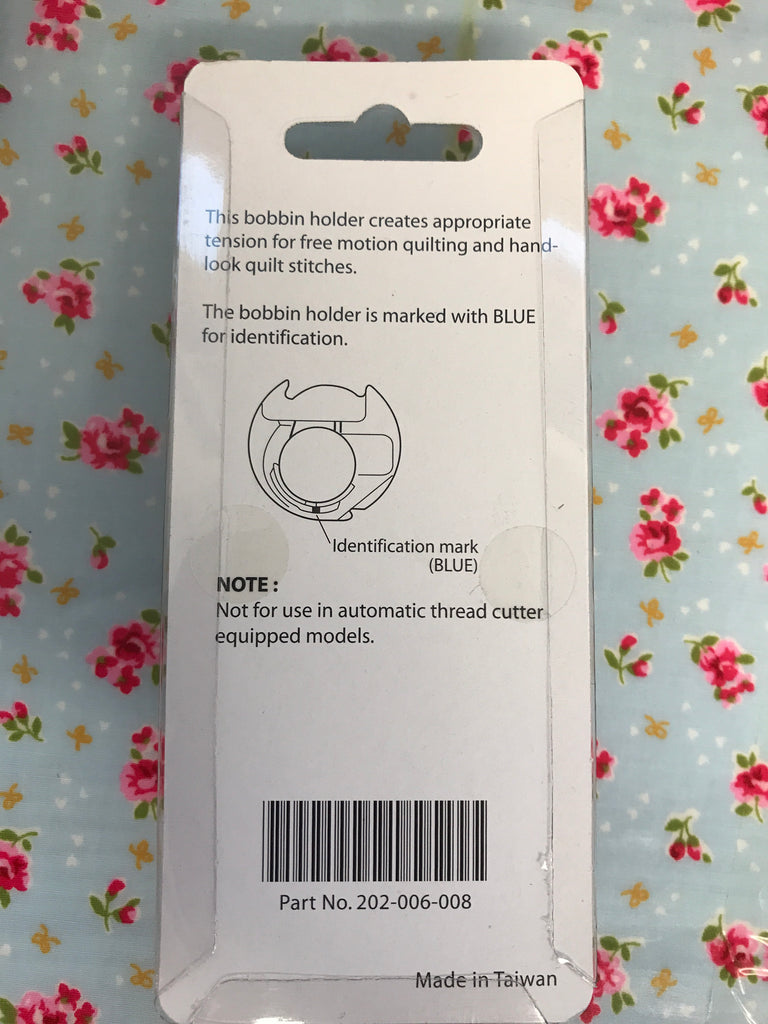 This bobbin holder creates appropriate
tension for free motion quilting and hand-
look quilt stitches.
The bobbin holder is marked with BLUE
for identification.
Identification mark
(BLUE)
NOTE :
Not for use in automatic thread cutter
equipped models.
Part No. 202-006-008
Made in Taiwan